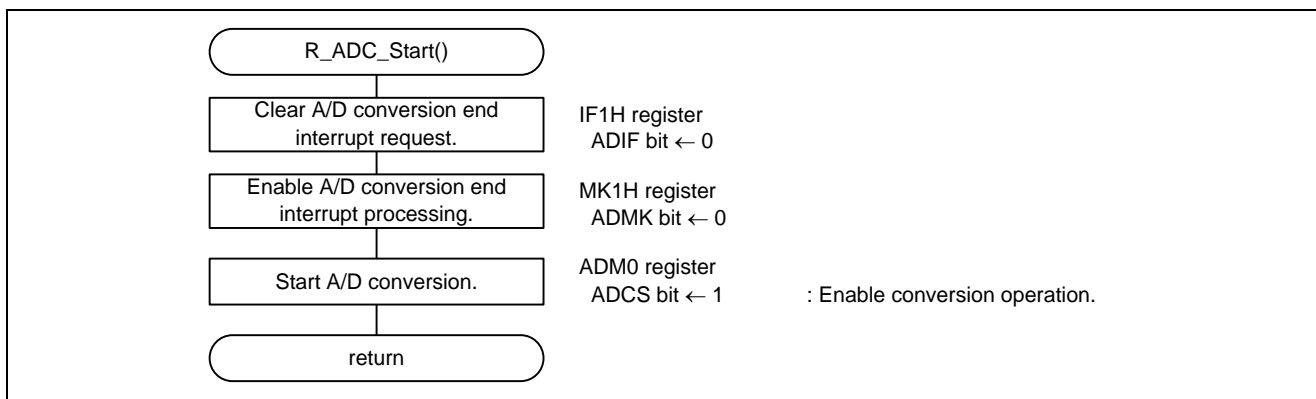 R_ADC_Start()
Clear A/D conversion end
interrupt request.
IF1H register
ADIF bit ← 0
Enable A/D conversion end
interrupt processing.
MK1H register
ADMK bit ← 0
Start A/D conversion.
ADM0 register
ADCS bit ← 1 : Enable conversion operation.
return